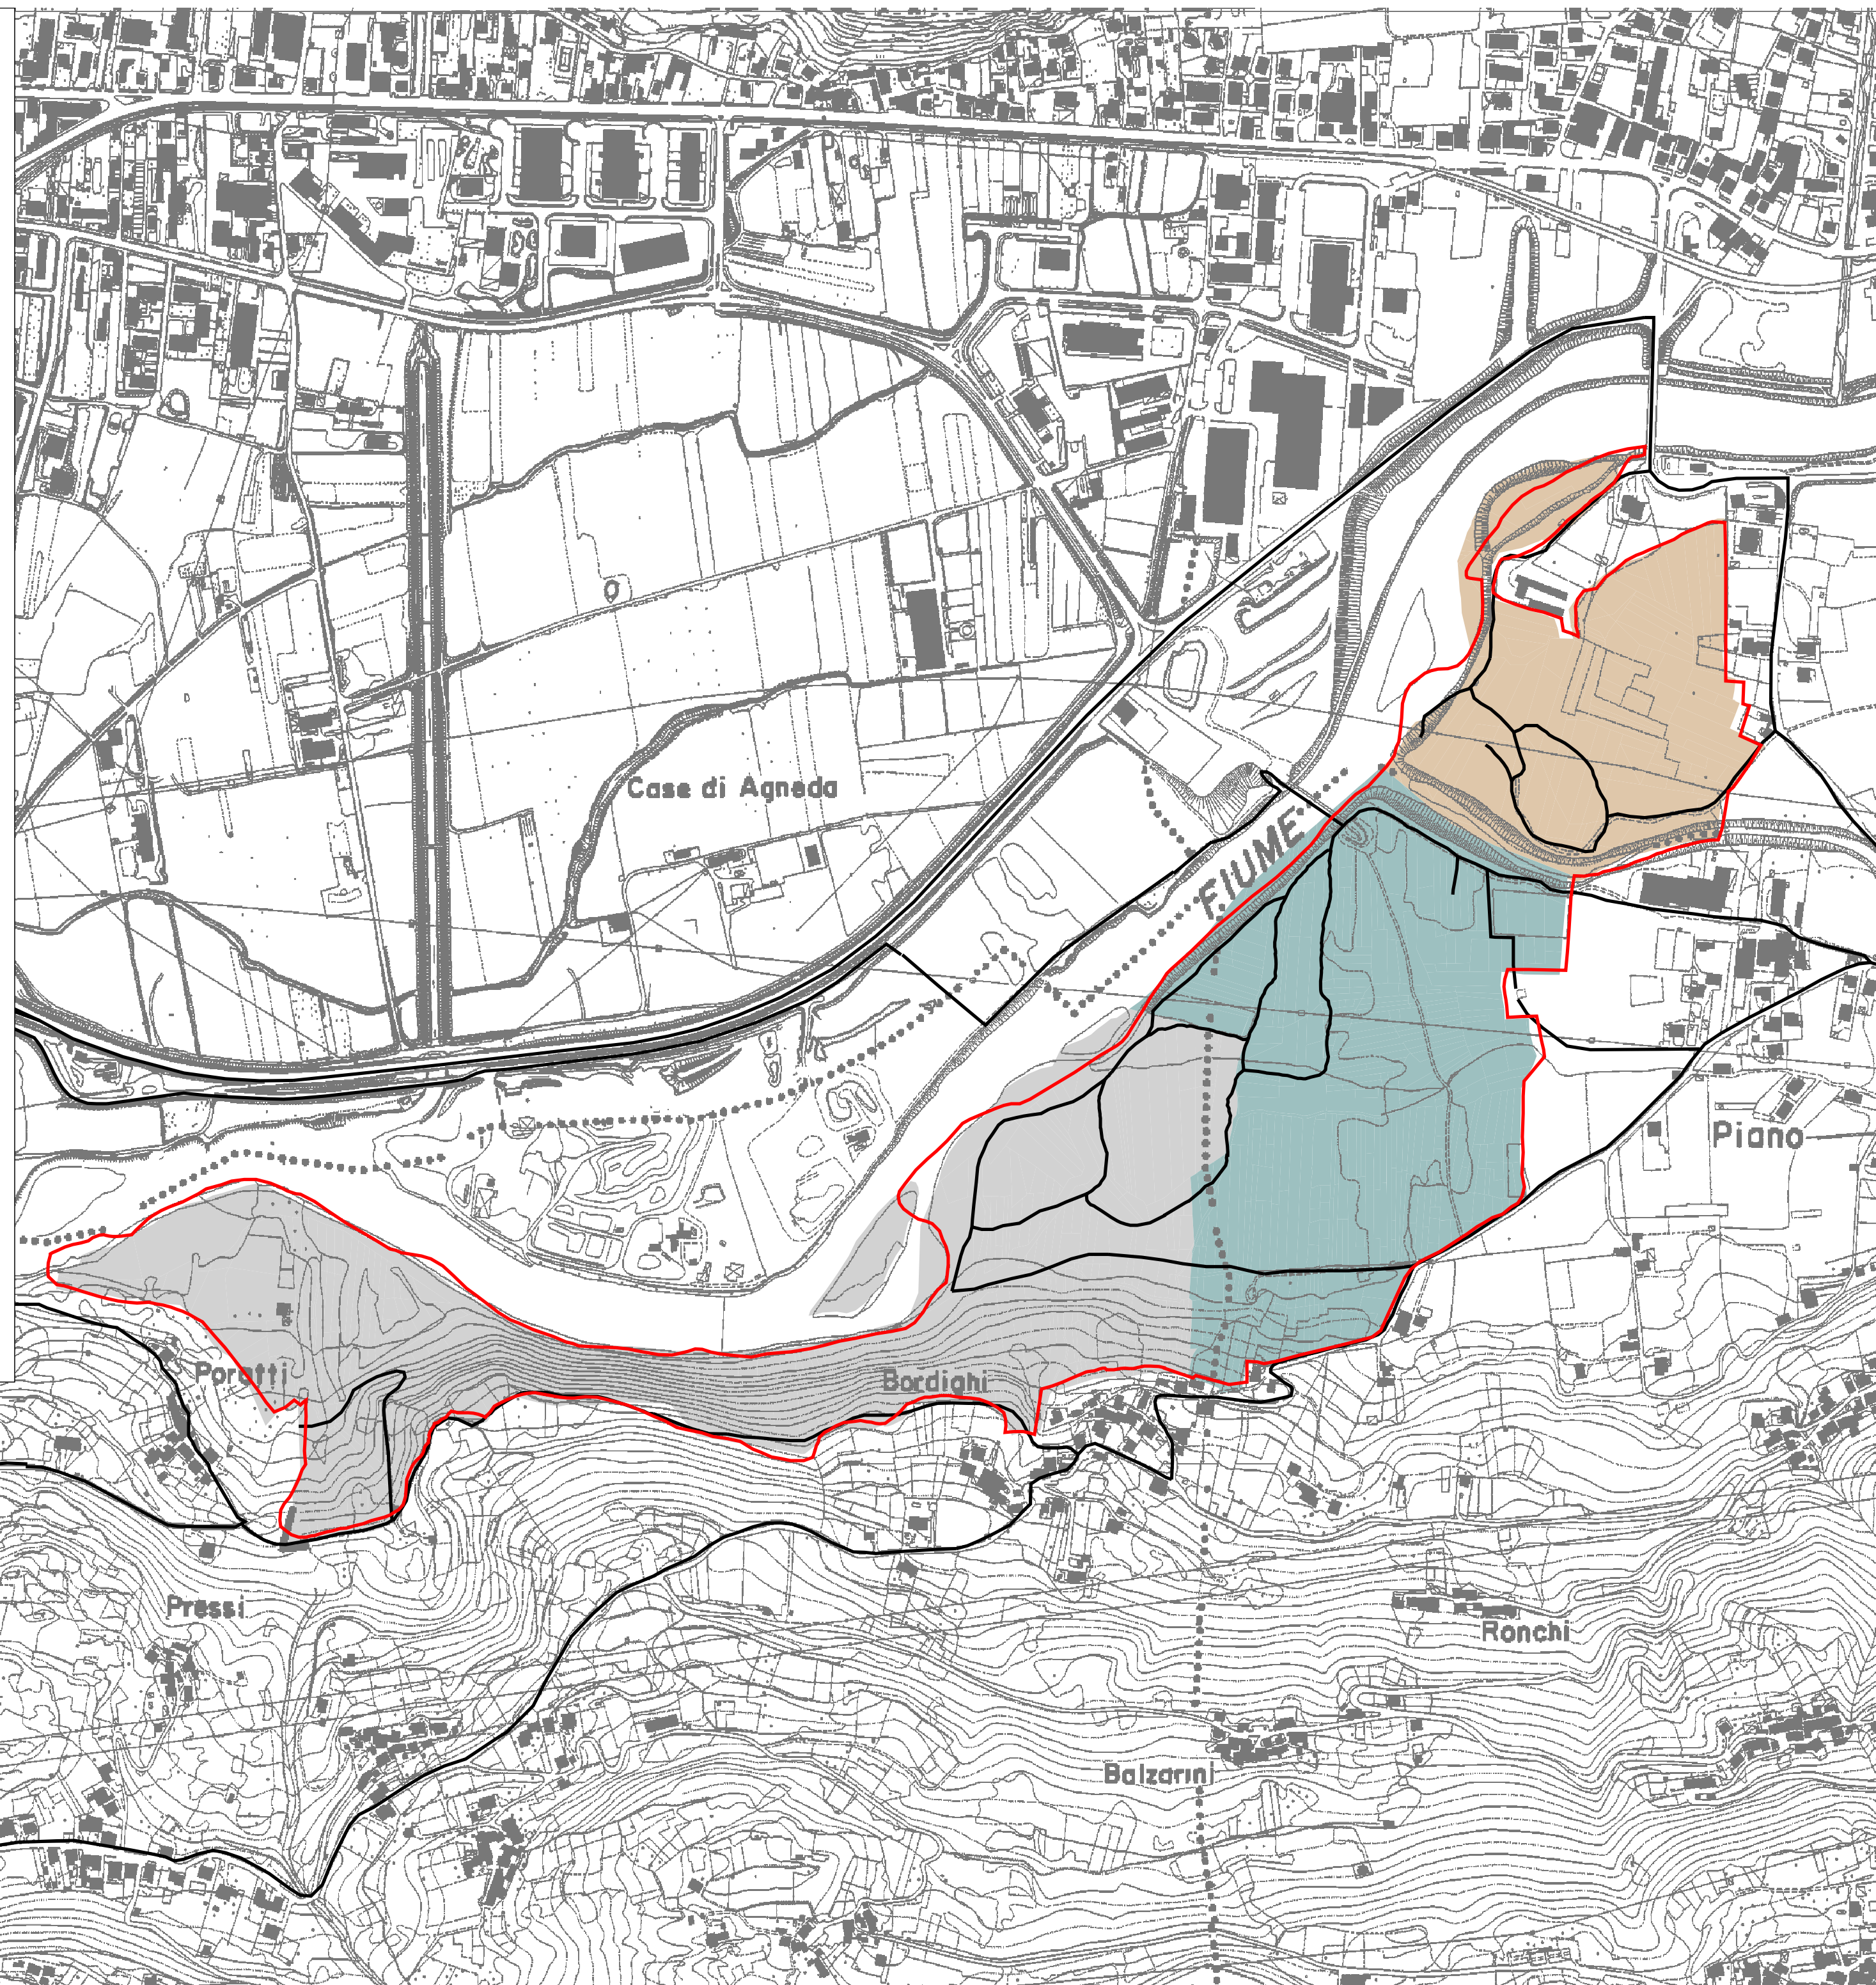 Case di Agneda
FIUME
Piano
Poratti
Bordighi
Pressi
Ronchi
Balzarini